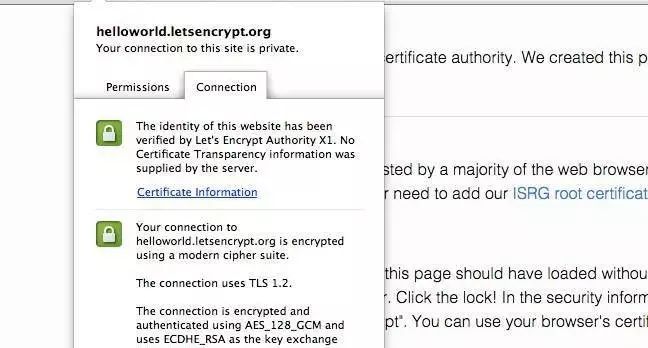 helloworld.letsencrypt.org
Your connection to this site is private.
Permissions
Connection
The identity of this website has been
verified by Let's Encrypt Authority X1. No
Certificate Transparency information was
supplied by the server.
Certificate Information
Your connection to
helloworld.letsencrypt.org is encrypted
using a modern cipher suite.
The connection uses TLS 1.2.
The connection is encrypted and
authenticated using AES_128_GCM and
uses ECDHE_RSA as the key exchange
certificate authority. We created this p
sted by a majority of the web browser
r need to add our ISRG root certificat
this page should have loaded withou
r. Click the lock! In the security inform
pt". You can use your browser's certif